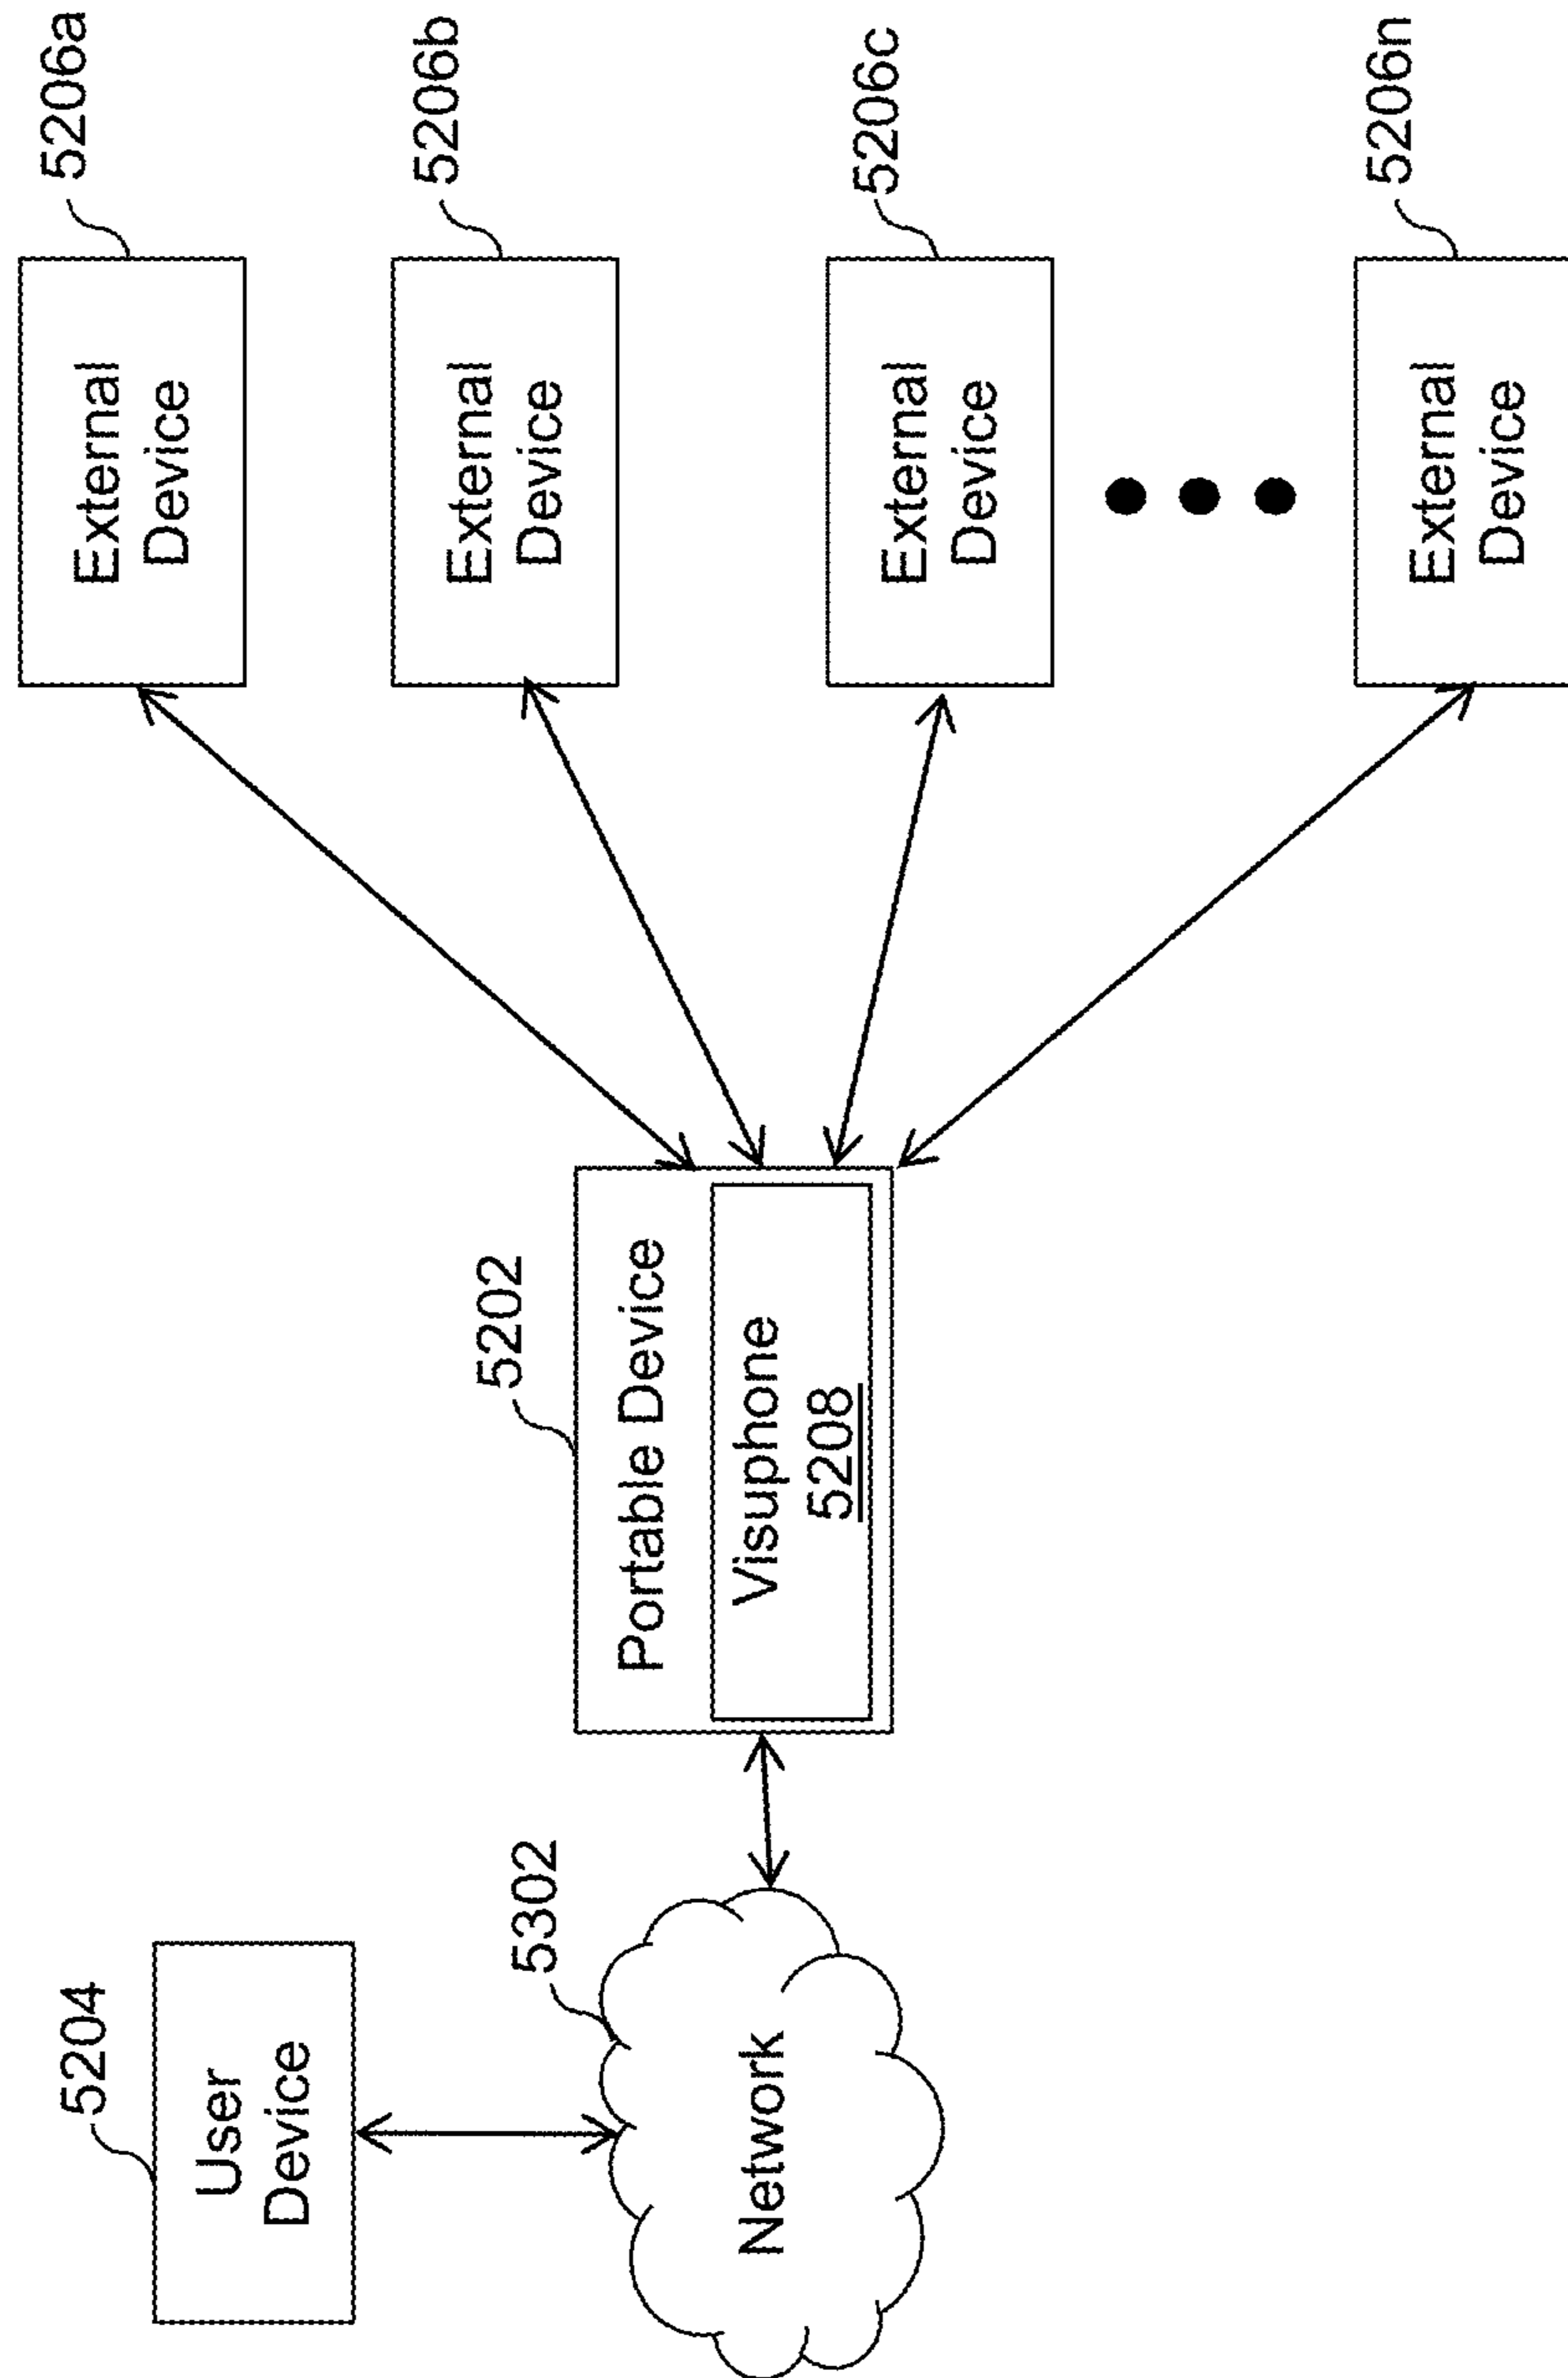 5204
User
Device
5302
Network
5202
Portable Device
Visuphone
5208
5206a
External
Device
5206b
External
Device
5206c
External
Device
5206n
External
Device